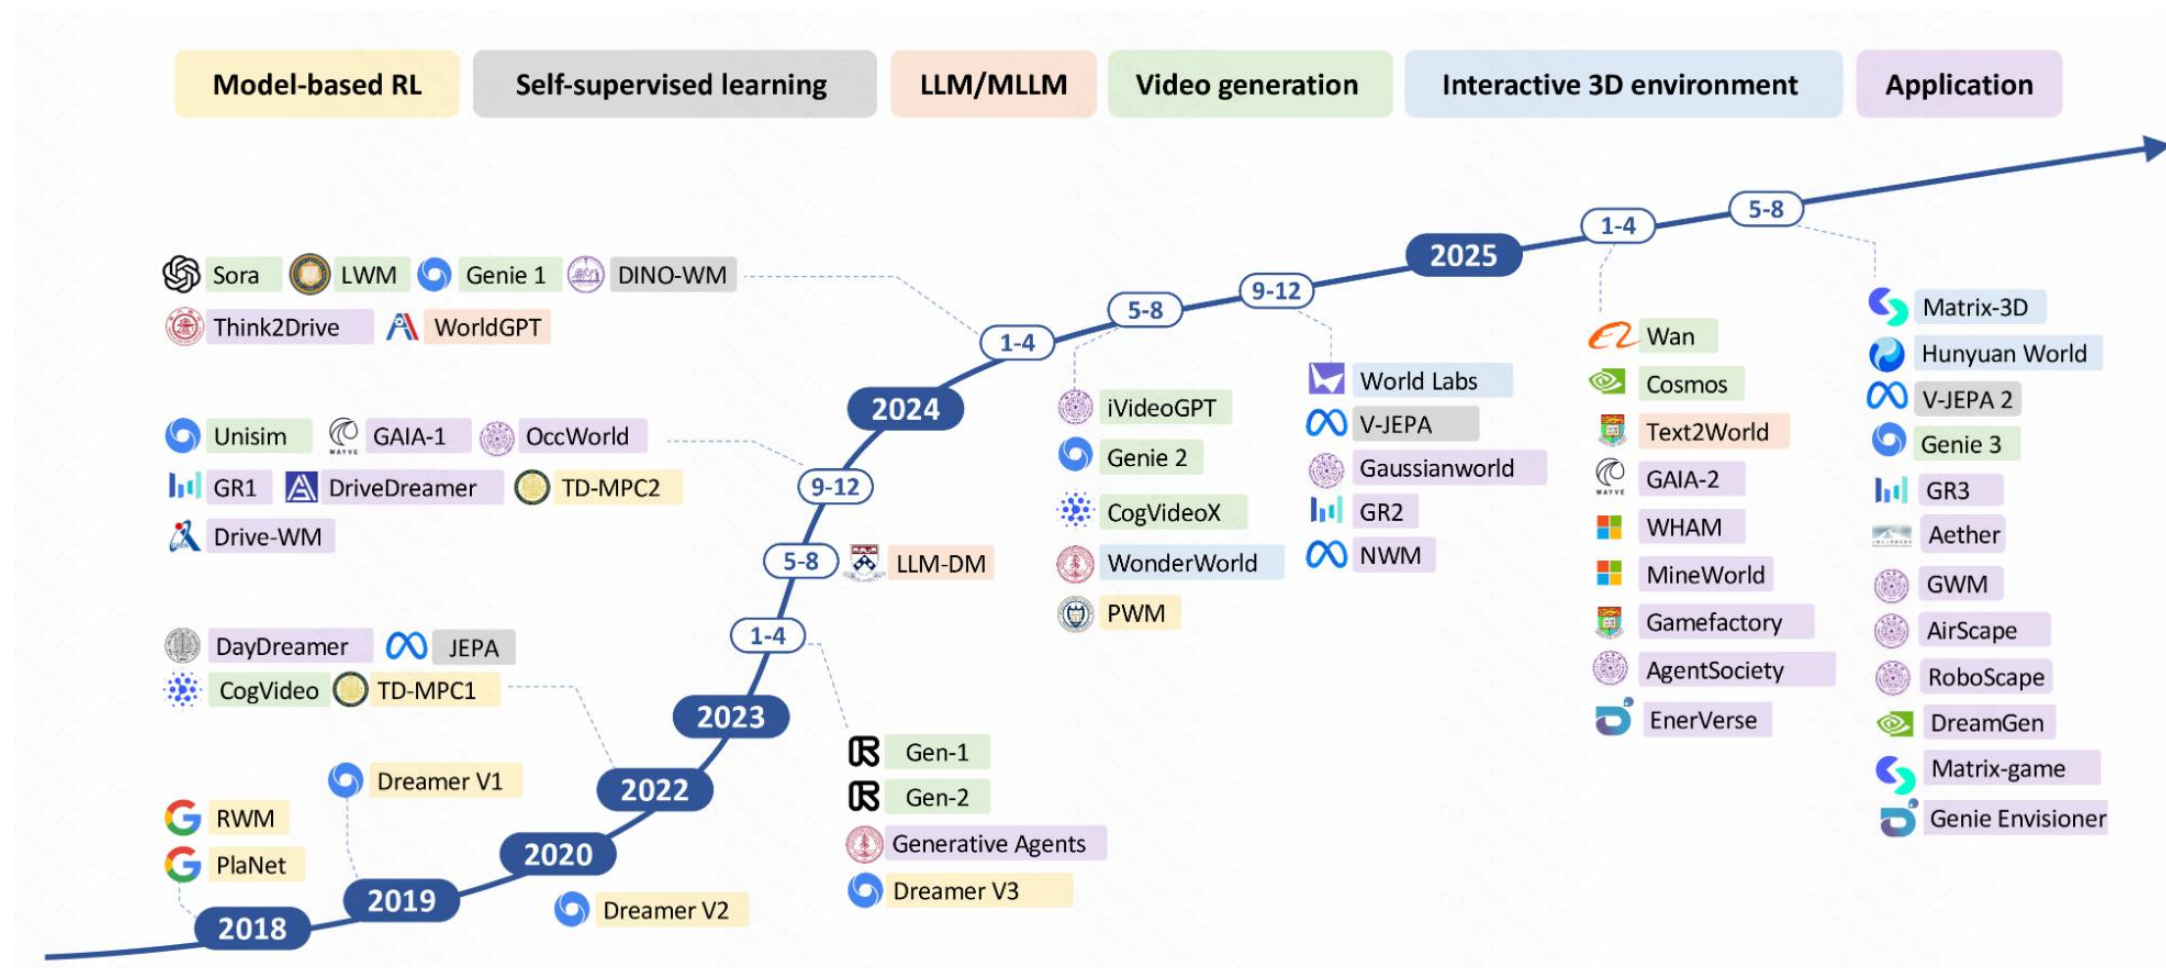 Model-based RL
Self-supervised learning
LLM/MLLM
Video generation
Interactive 3D environment
Application
Sora
LWM
Genie 1
DINO-WM
Think2Drive
WorldGPT
Unisim
WAYVE
GAIA-1
OccWorld
GR1
DriveDreamer
TD-MPC2
Drive-WM
DayDreamer
JEPA
CogVideo
TD-MPC1
Dreamer V1
RWM
PlaNet
2018
2019
2020
Dreamer V2
2022
2023
1-4
Gen-1
Gen-2
Generative Agents
Dreamer V3
5-8
LLM-DM
9-12
2024
1-4
5-8
iVideoGPT
Genie 2
CogVideoX
WonderWorld
PWM
9-12
World Labs
V-JEPA
Gaussianworld
GR2
NWM
2025
1-4
Wan
Cosmos
Text2World
WAYVE
GAIA-2
WHAM
MineWorld
Gamefactory
AgentSociety
EnerVerse
5-8
Matrix-3D
Hunyuan World
V-JEPA 2
Genie 3
GR3
Aether
GWM
AirScape
RoboScape
DreamGen
Matrix-game
Genie Envisioner